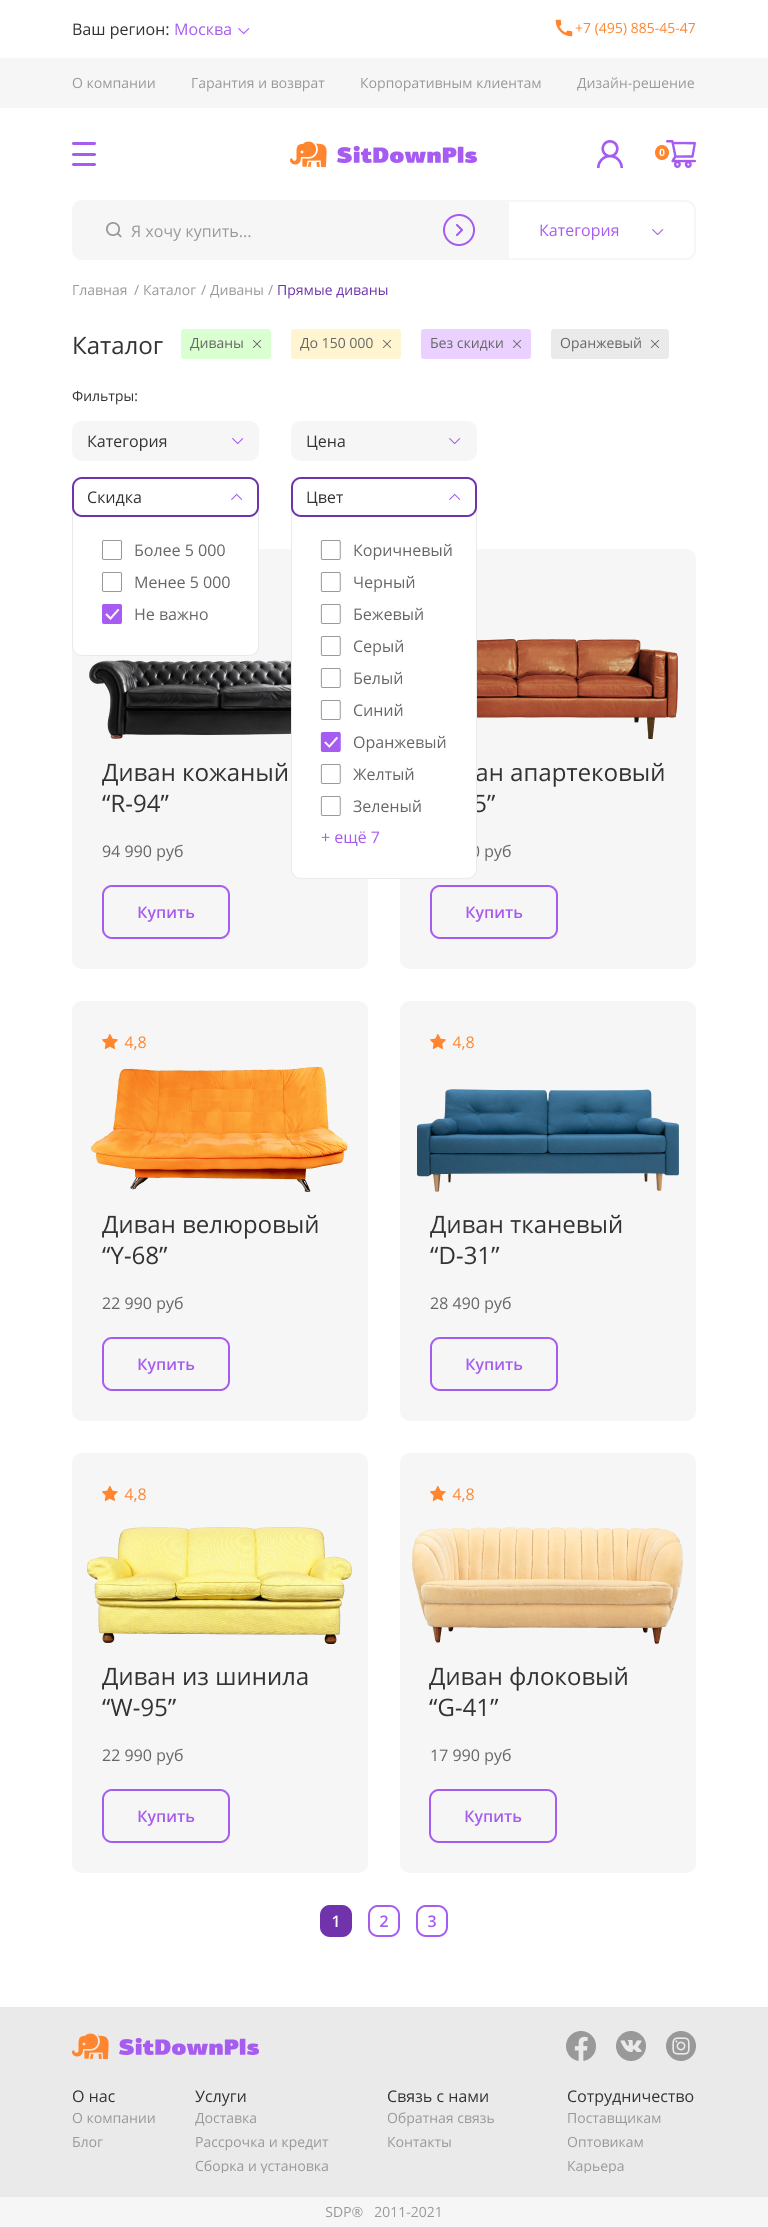 Ваш регион: Москва
+7 (495) 885-45-47
О компании
Гарантия и возврат
Корпоративным клиентам
Дизайн-решение
SitDownPls
0
Я хочу купить...
Категория
Главная / Каталог / Диваны / Прямые диваны
Каталог
Диваны
До 150 000
Без скидки
Оранжевый
Фильтры:
Категория
Цена
Скидка
Цвет
Более 5 000
Менее 5 000
Не важно
Коричневый
Черный
Бежевый
Серый
Белый
Синий
Оранжевый
Желтый
Зеленый
+ ещё 7
Диван кожаный
“R-94”
94 990 руб
Купить
апартековый
5”
руб
Купить
4,8
Диван велюровый
“Y-68”
22 990 руб
Купить
4,8
Диван тканевый
“D-31”
28 490 руб
Купить
4,8
Диван из шинила
“W-95”
22 990 руб
Купить
4,8
Диван флоковый
“G-41”
17 990 руб
Купить
1
2
3
SitDownPls
О нас
О компании
Блог
Услуги
Доставка
Рассрочка и кредит
Сборка и установка
Связь с нами
Обратная связь
Контакты
Сотрудничество
Поставщикам
Оптовикам
Карьера
SDP® 2011-2021